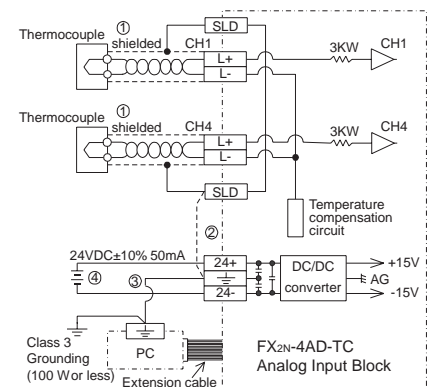 SLD
Thermocouple ① shielded CH1
L+
L-
3KW CH1
Thermocouple ① shielded CH4
L+
L-
3KW CH4
SLD
Temperature
compensation
circuit
②
24VDC±10% 50mA
④
③
24+
24-
DC/DC
converter
+15V
AG
-15V
Class 3
Grounding
(100 W or less)
PC
Extension cable
FX2N-4AD-TC
Analog Input Block